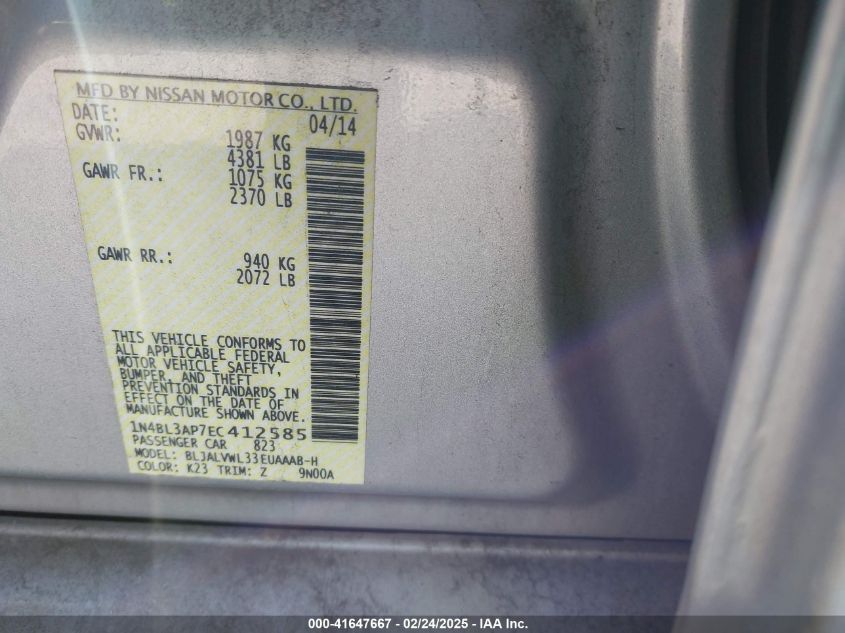 MFD BY NISSAN MOTOR CO., LTD.
DATE: 04/14
GVWR: 1987 KG
4381 LB
GAWR FR.: 1075 KG
2370 LB
GAWR RR.: 940 KG
2072 LB
THIS VEHICLE CONFORMS TO
ALL APPLICABLE FEDERAL
MOTOR VEHICLE SAFETY,
BUMPER, AND THEFT
PREVENTION STANDARDS IN
EFFECT ON THE DATE OF
MANUFACTURE SHOWN ABOVE.
1N4BL3AP7EC412585
PASSENGER CAR 823
MODEL: BLJALVWL33EUAAAB-H
COLOR: K23 TRIM: Z 9N00A
000-41647667 - 02/24/2025 - IAA Inc.